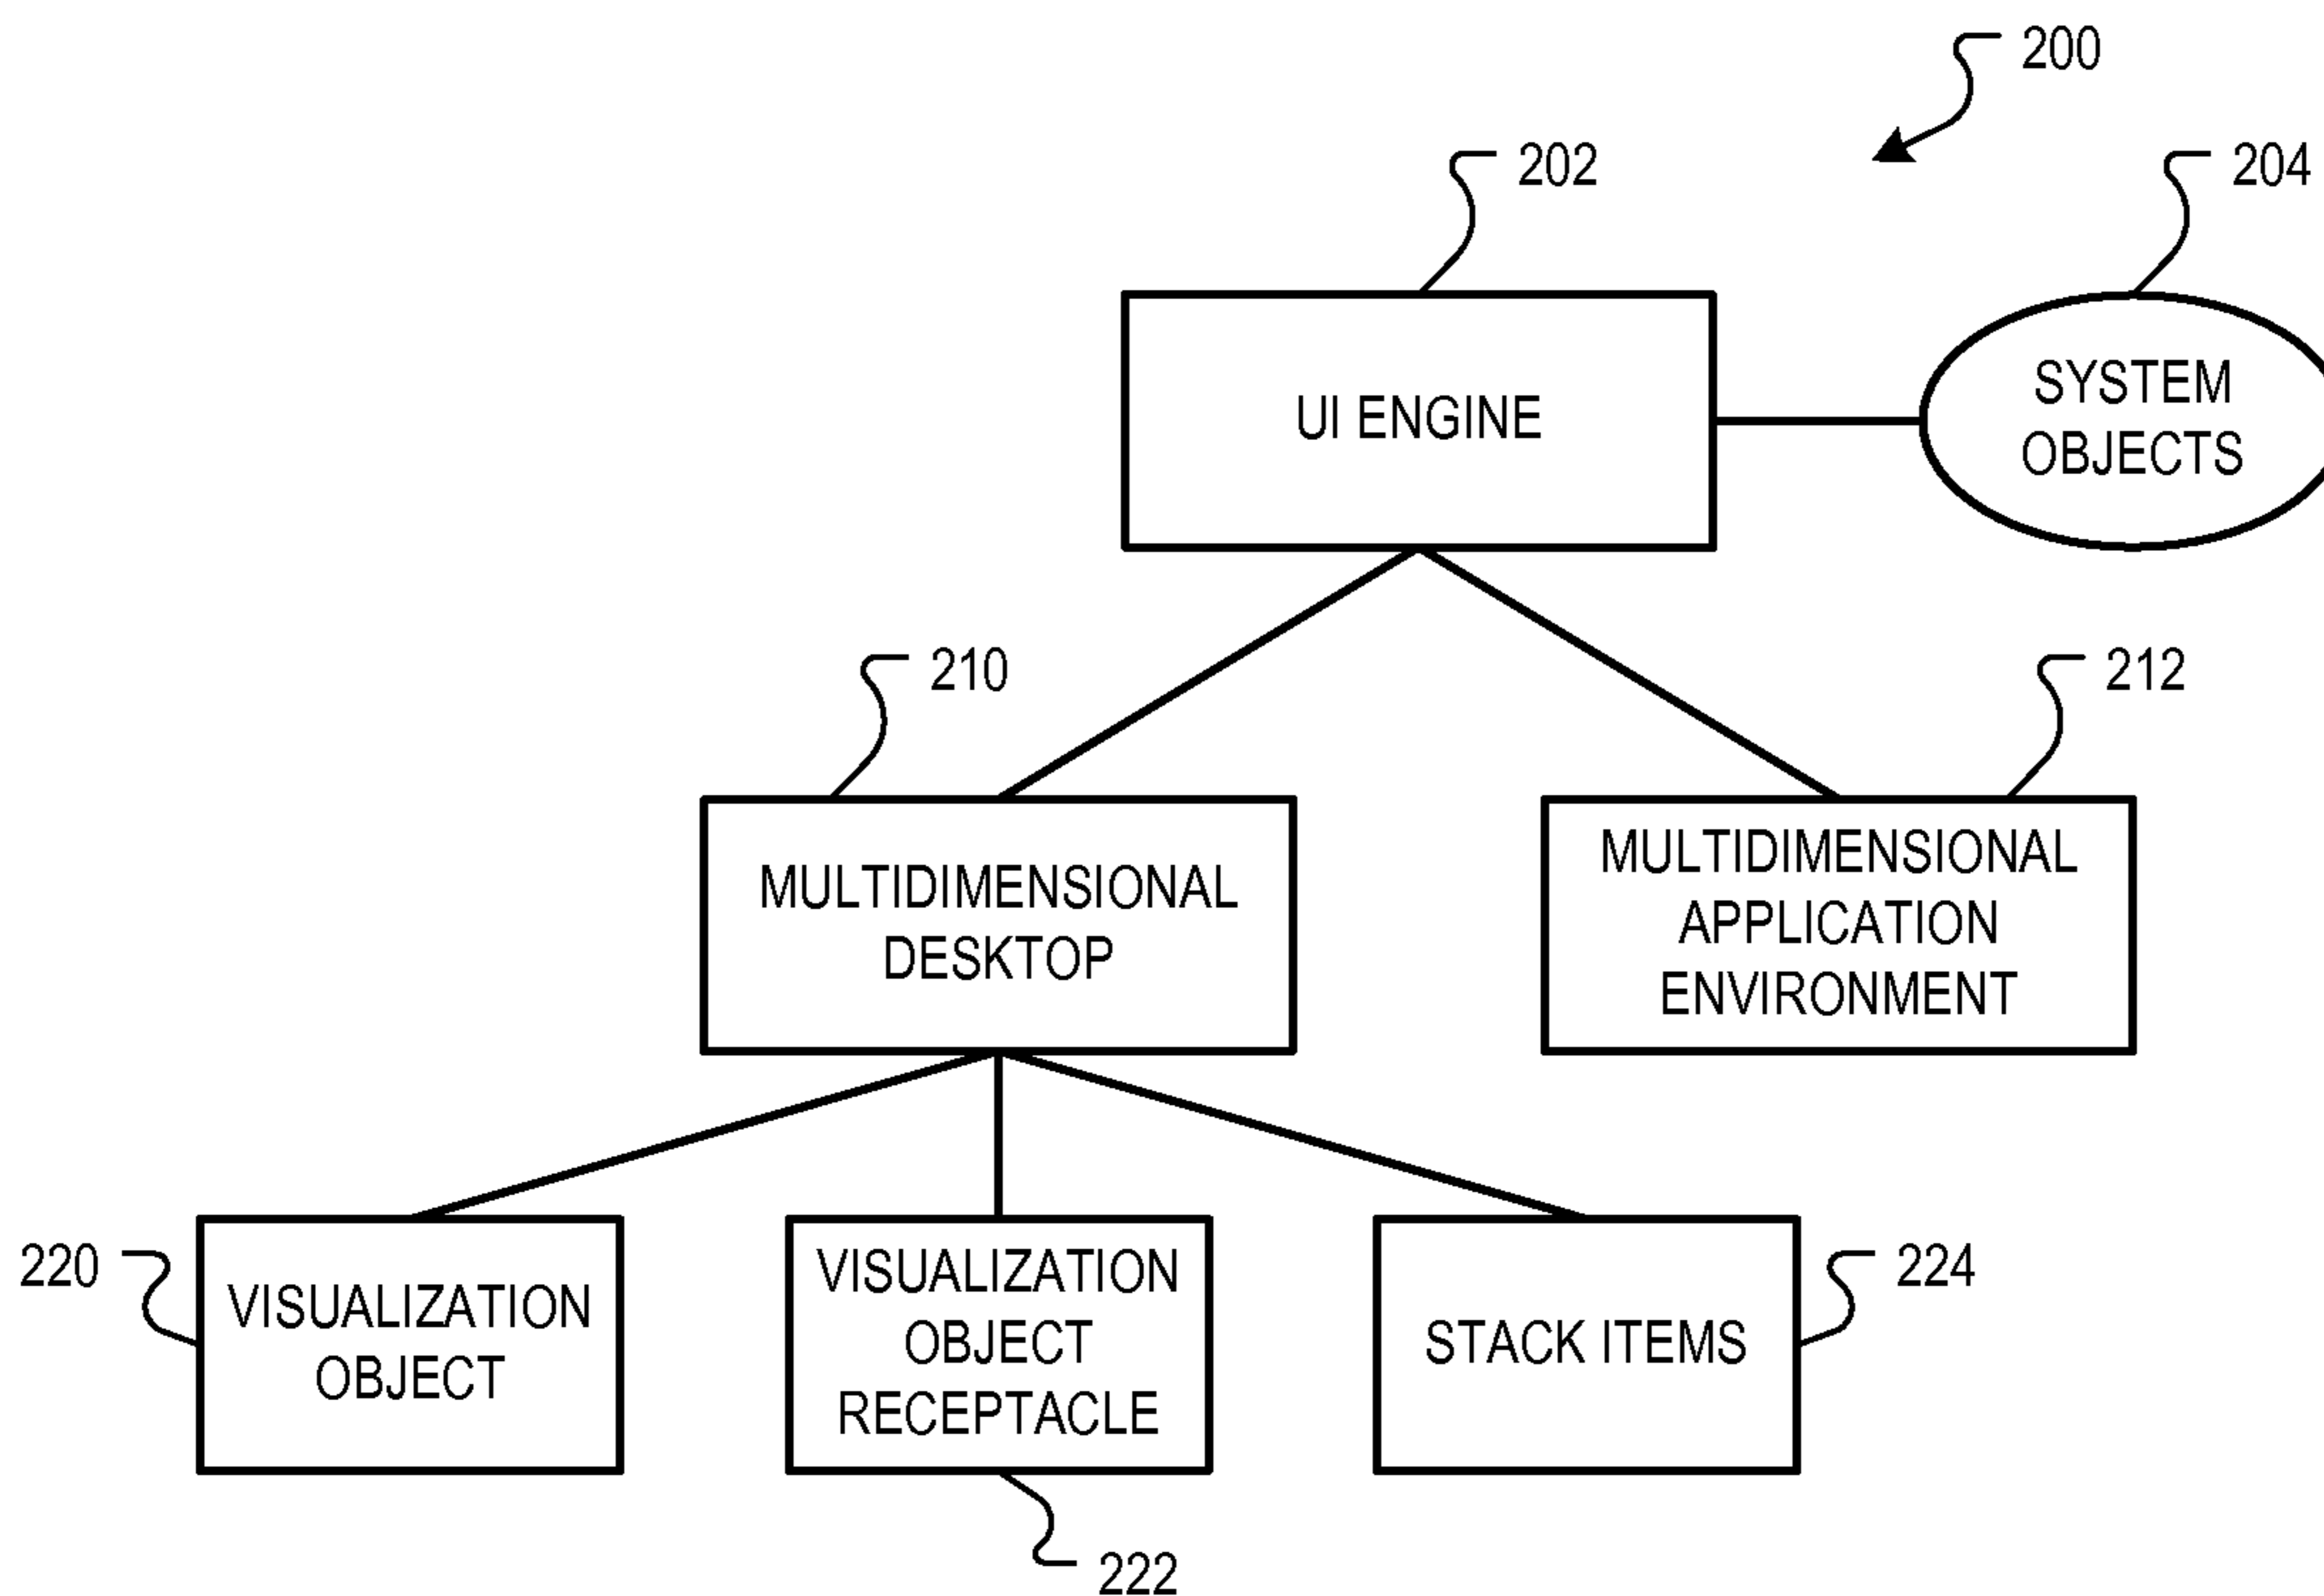 200
202
204
UI ENGINE
SYSTEM
OBJECTS
210
212
MULTIDIMENSIONAL
DESKTOP
MULTIDIMENSIONAL
APPLICATION
ENVIRONMENT
220
VISUALIZATION
OBJECT
VISUALIZATION
OBJECT
RECEPTACLE
STACK ITEMS
224
222